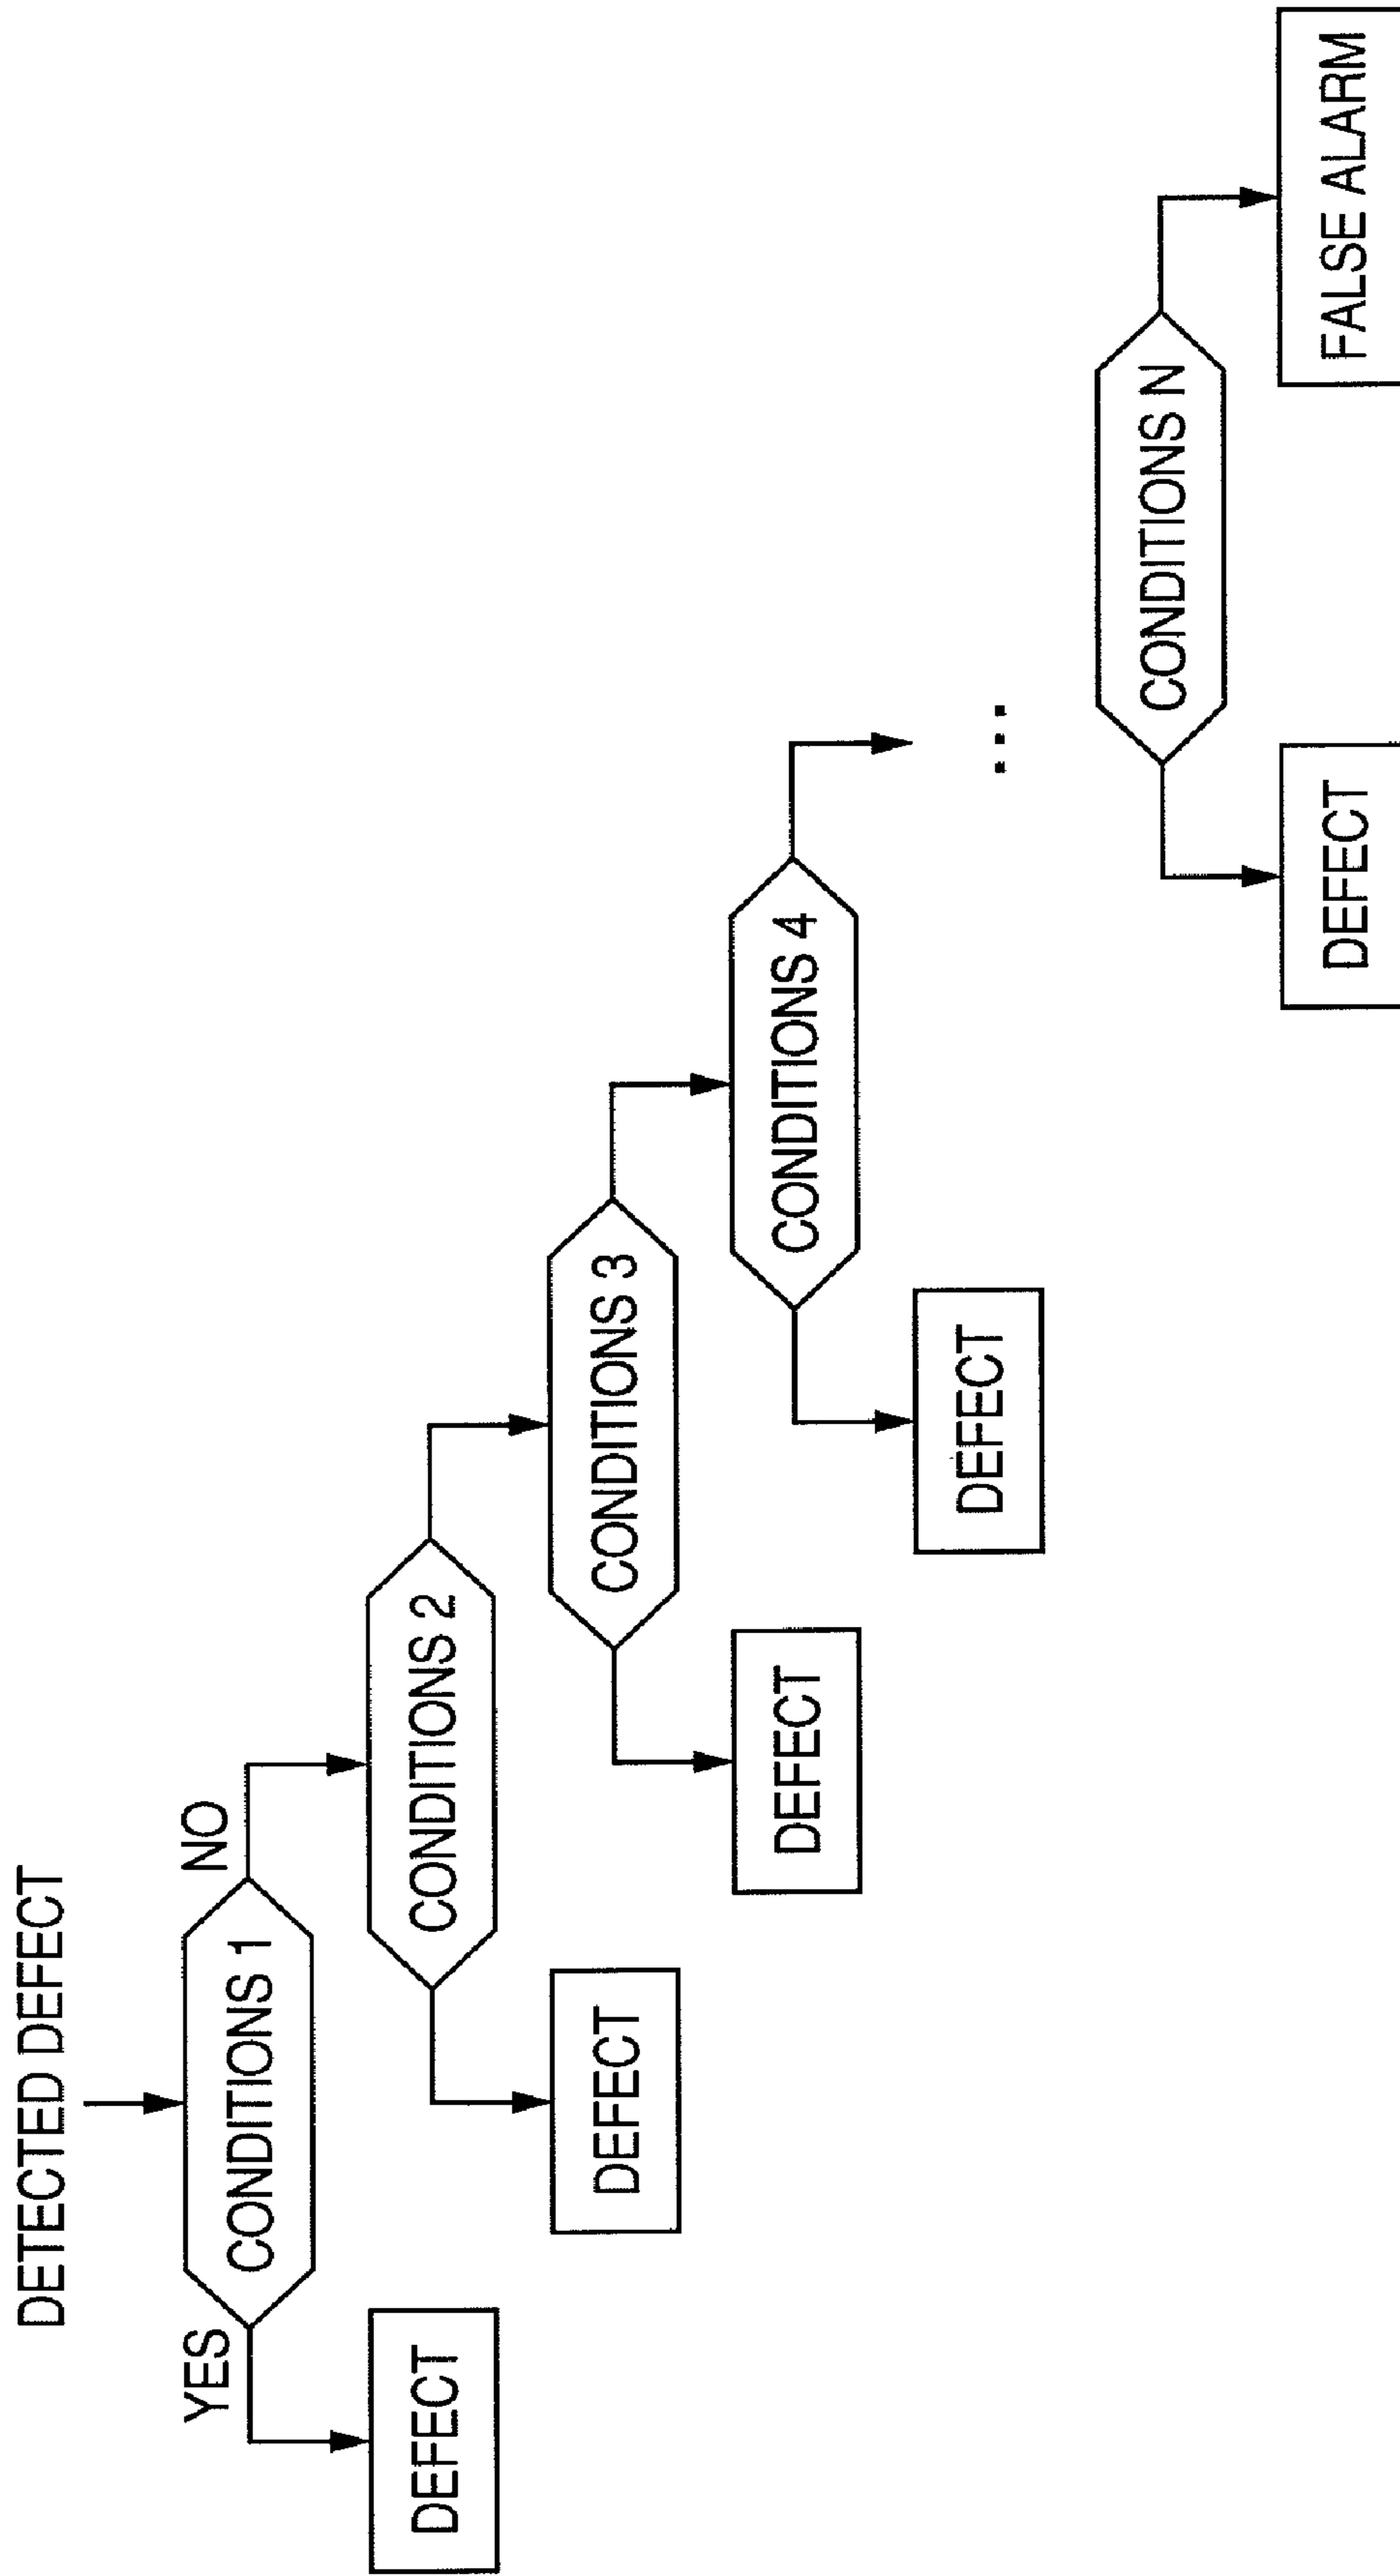 DETECTED DEFECT
YES
NO
CONDITIONS 1
DEFECT
CONDITIONS 2
DEFECT
CONDITIONS 3
DEFECT
CONDITIONS 4
DEFECT
...
CONDITIONS N
DEFECT
FALSE ALARM